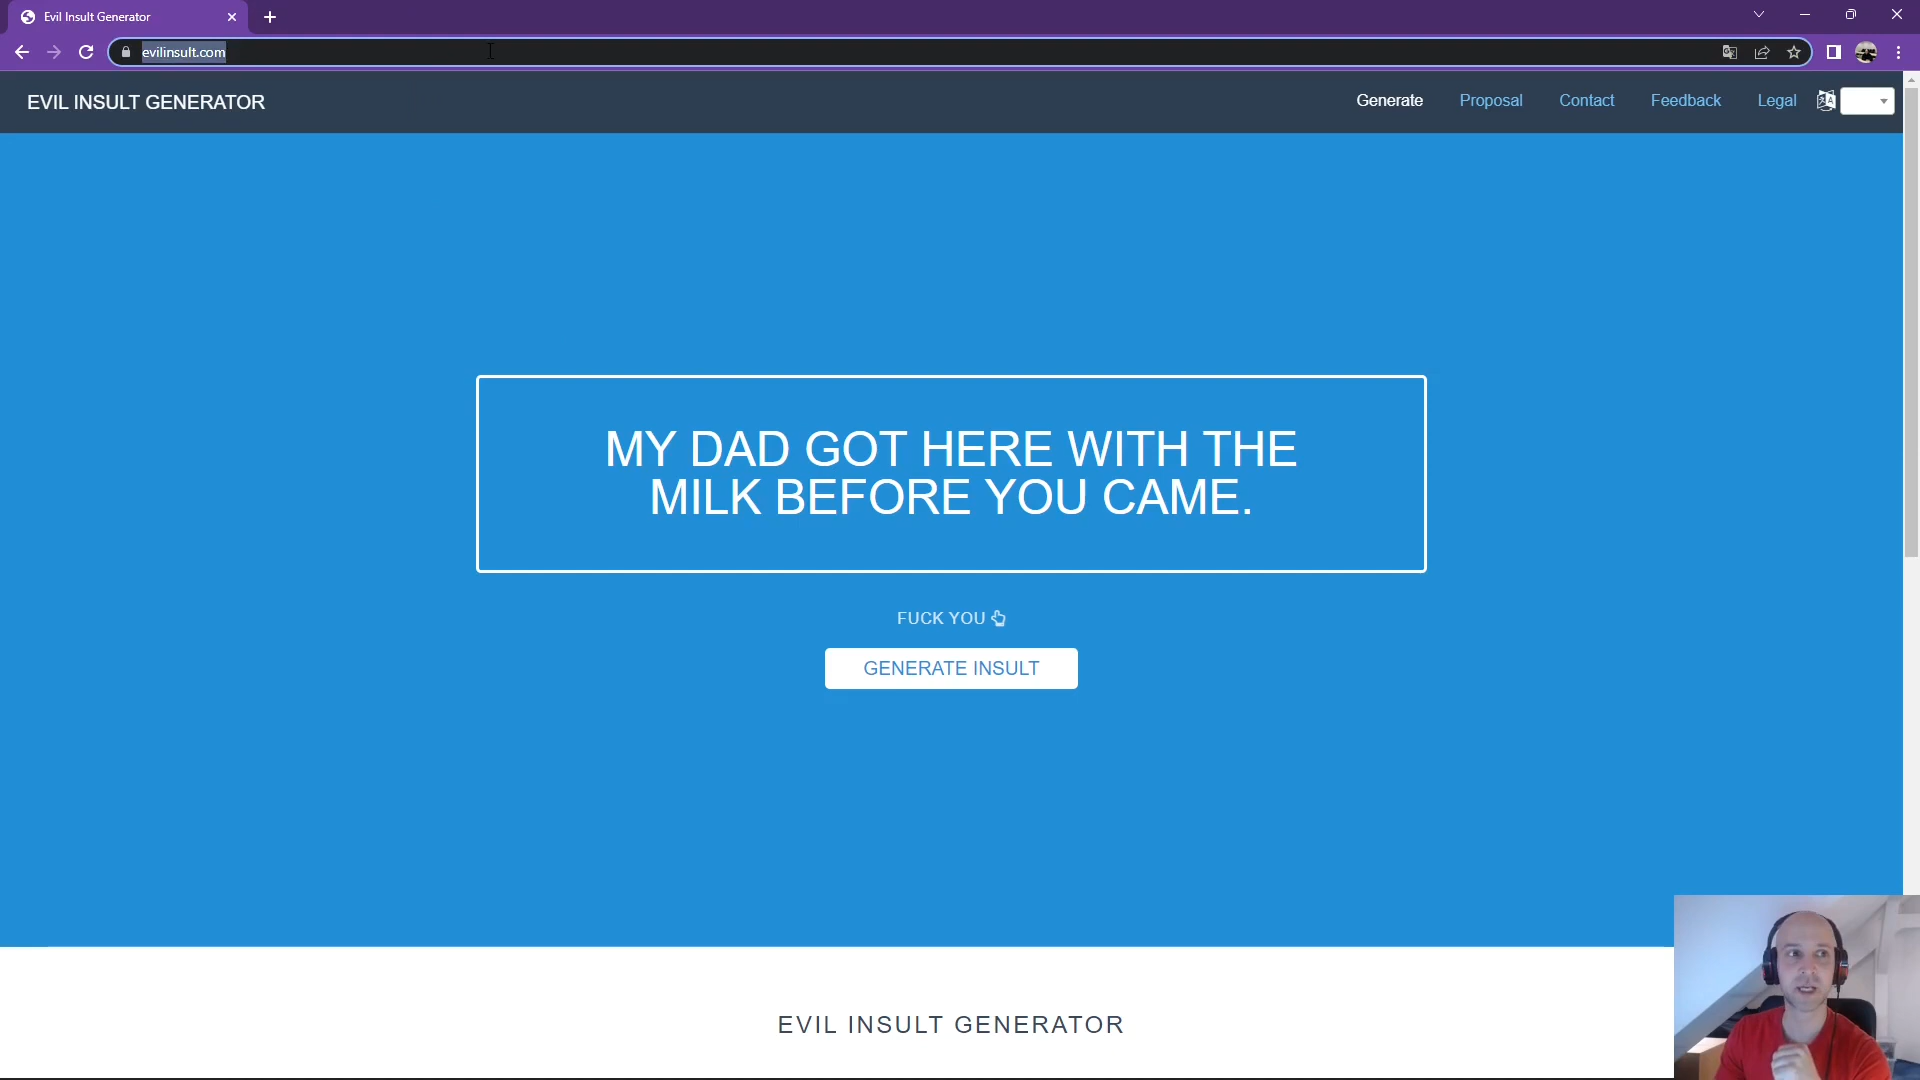 Evil Insult Generator
evilinsult.com
EVIL INSULT GENERATOR
Generate
Proposal
Contact
Feedback
Legal
MY DAD GOT HERE WITH THE
MILK BEFORE YOU CAME.
FUCK YOU
GENERATE INSULT
EVIL INSULT GENERATOR